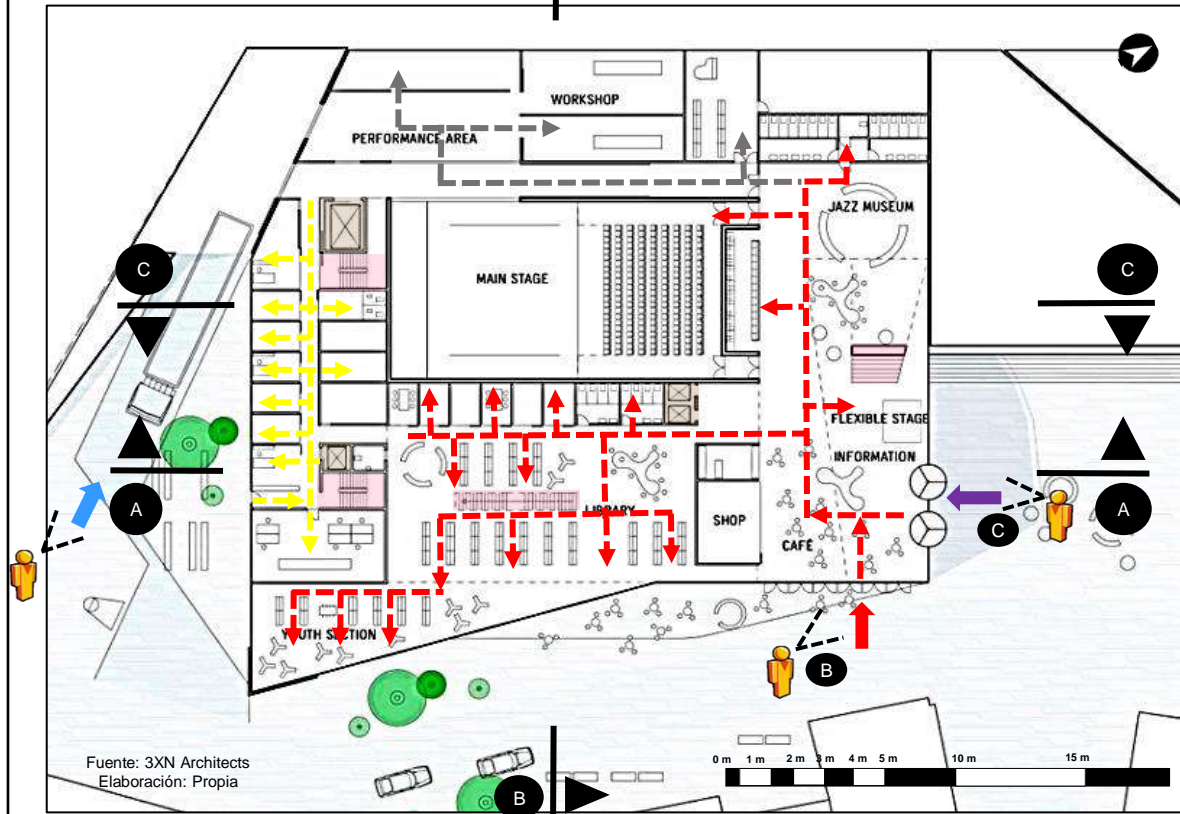 WORKSHOP
PERFORMANCE AREA
JAZZ MUSEUM
C
MAIN STAGE
C
FLEXIBLE STAGE
INFORMATION
A
A
LIBRARY
SHOP
CAFÉ
C
YOUTH SECTION
B
Fuente: 3XN Architects
Elaboración: Propia
B
0 m 1 m 2 m 3 m 4 m 5 m 10 m 15 m